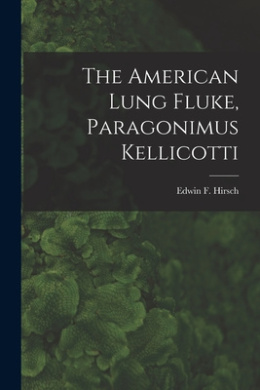 The American
Lung Fluke,
Paragonimus
Kellicotti
Edwin F. Hirsch